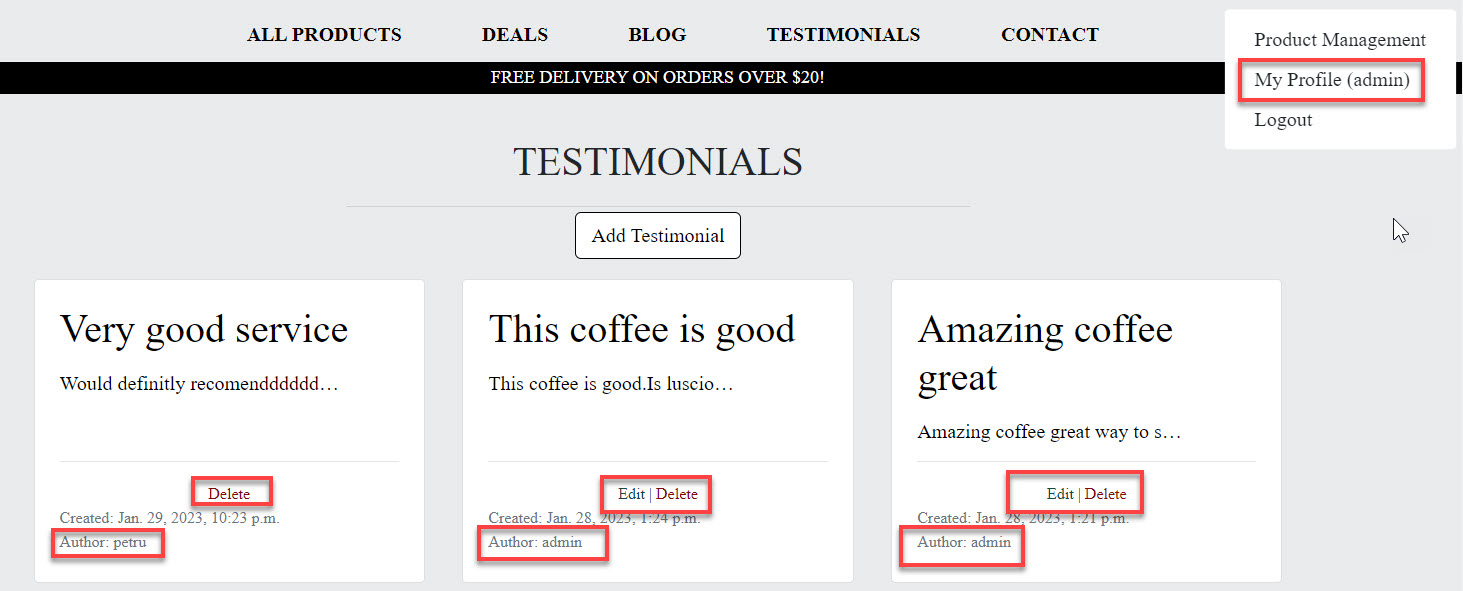 ALL PRODUCTS DEALS BLOG TESTIMONIALS CONTACT
Product Management
My Profile (admin)
Logout
FREE DELIVERY ON ORDERS OVER $20!
TESTIMONIALS
Add Testimonial
Very good service
Would definitly recomendddddd…
Delete
Created: Jan. 29, 2023, 10:23 p.m.
Author: petru
This coffee is good
This coffee is good.Is luscio…
Edit | Delete
Created: Jan. 28, 2023, 1:24 p.m.
Author: admin
Amazing coffee
great
Amazing coffee great way to s…
Edit | Delete
Created: Jan. 28, 2023, 1:21 p.m.
Author: admin